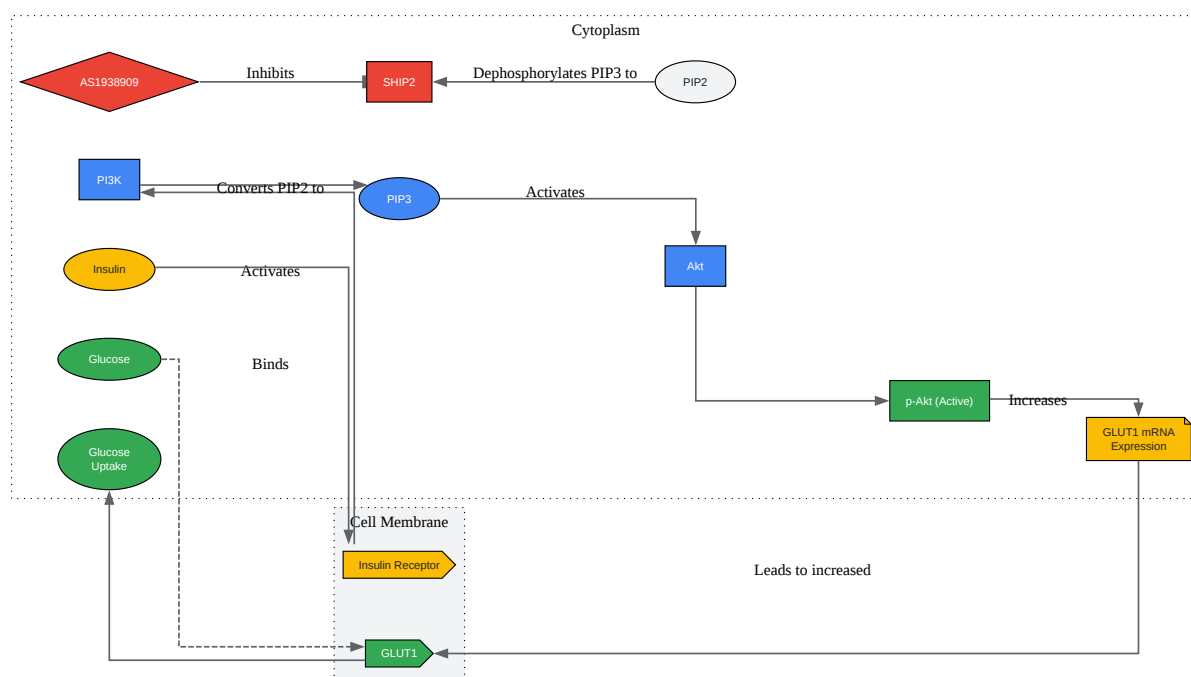 Cytoplasm
AS1938909
Inhibits
SHIP2
Dephosphorylates PIP3 to
PIP2
PI3K
Converts PIP2 to
PIP3
Activates
Akt
Insulin
Activates
Glucose
Binds
p-Akt (Active)
Increases
GLUT1 mRNA
Expression
Glucose
Uptake
Cell Membrane
Insulin Receptor
Leads to increased
GLUT1